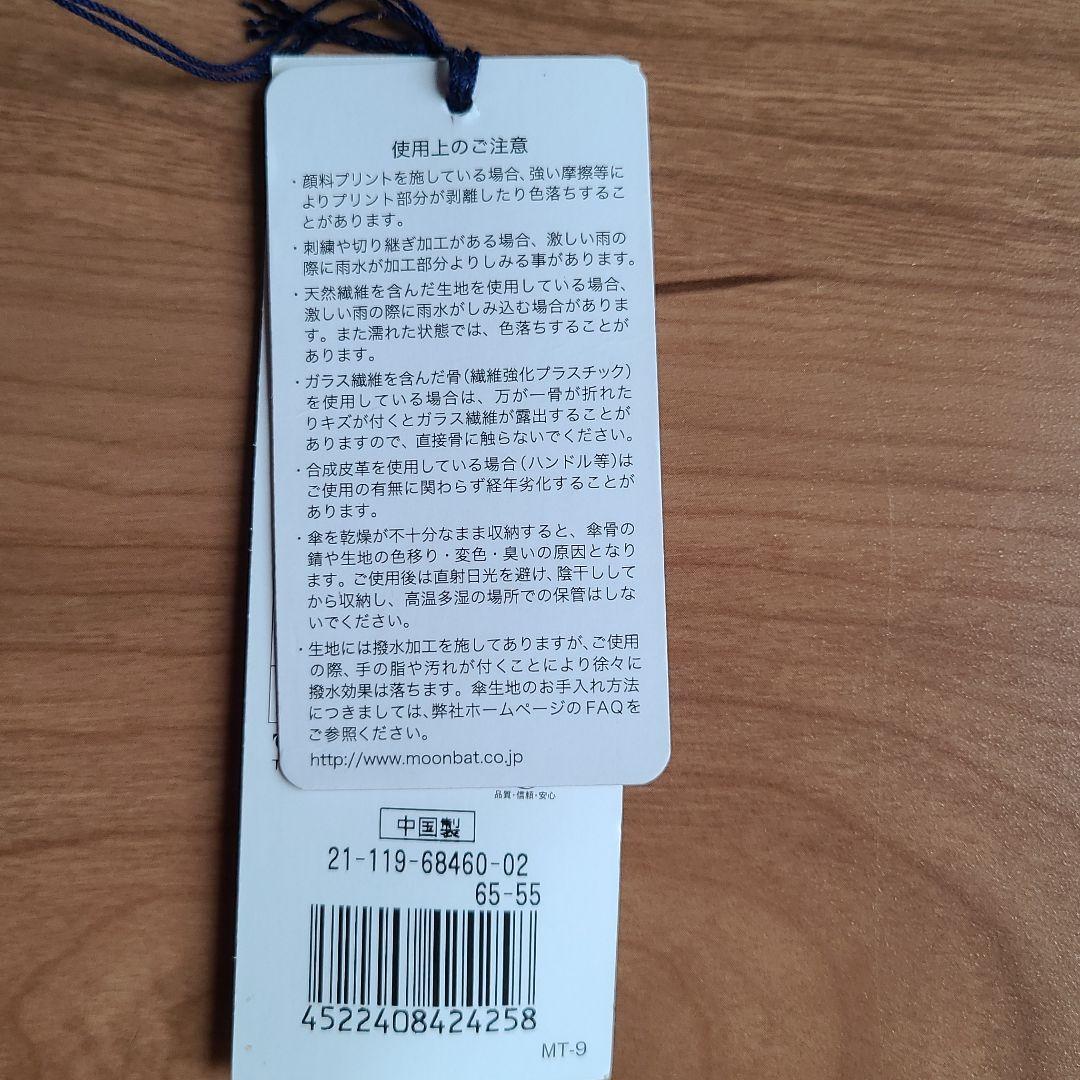 使用上のご注意
・顔料プリントを施している場合、強い摩擦等に
よりプリント部分が剥離したり色落ちするこ
とがあります。
・刺繍や切り継ぎ加工がある場合、激しい雨の
際に雨水が加工部分よりしみる事があります。
・天然繊維を含んだ生地を使用している場合、
激しい雨の際に雨水がしみ込む場合がありま
す。また濡れた状態では、色落ちすることが
あります。
・ガラス繊維を含んだ骨(繊維強化プラスチック)
を使用している場合は、万が一骨が折れた
りキズが付くとガラス繊維が露出することが
ありますので、直接骨に触らないでください。
・合成皮革を使用している場合(ハンドル等)は
ご使用の有無に関わらず経年劣化することが
あります。
・傘を乾燥が不十分なまま収納すると、傘骨の
錆や生地の色移り・変色・臭いの原因となり
ます。ご使用後は直射日光を避け、陰干しして
から収納し、高温多湿の場所での保管はしな
いでください。
・生地には撥水加工を施してありますが、ご使用
の際、手の脂や汚れが付くことにより徐々に
撥水効果は落ちます。傘生地のお手入れ方法
につきましては、弊社ホームページのFAQを
ご参照ください。
http://www.moonbat.co.jp
品質・信頼・安心
中国製
21-119-68460-02
65-55
4522408424258
MT-9